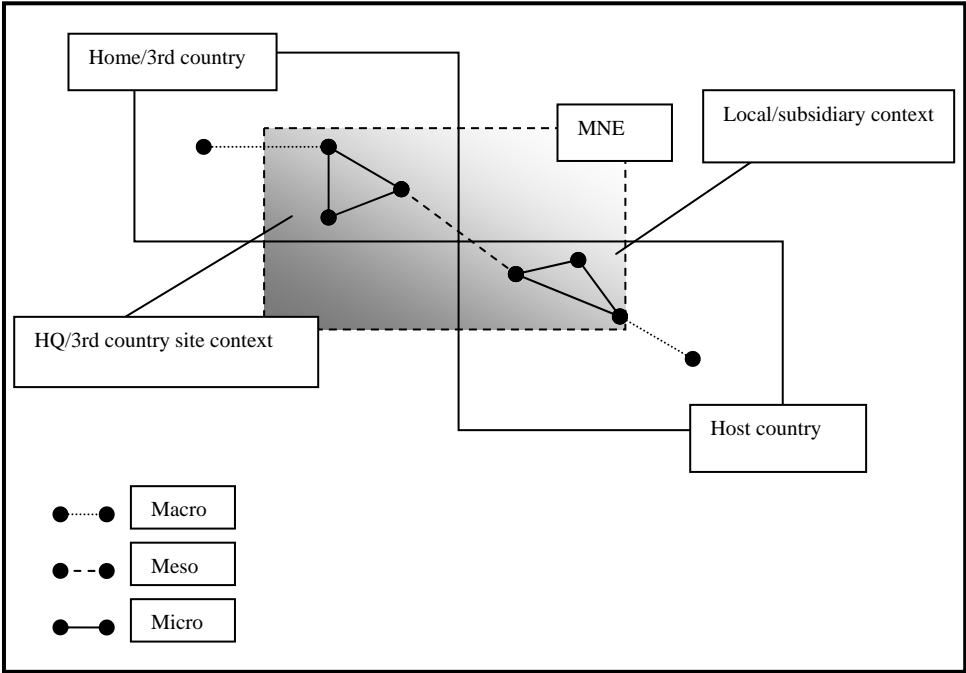 Home/3rd country
MNE
Local/subsidiary context
HQ/3rd country site context
Host country
Macro
Meso
Micro